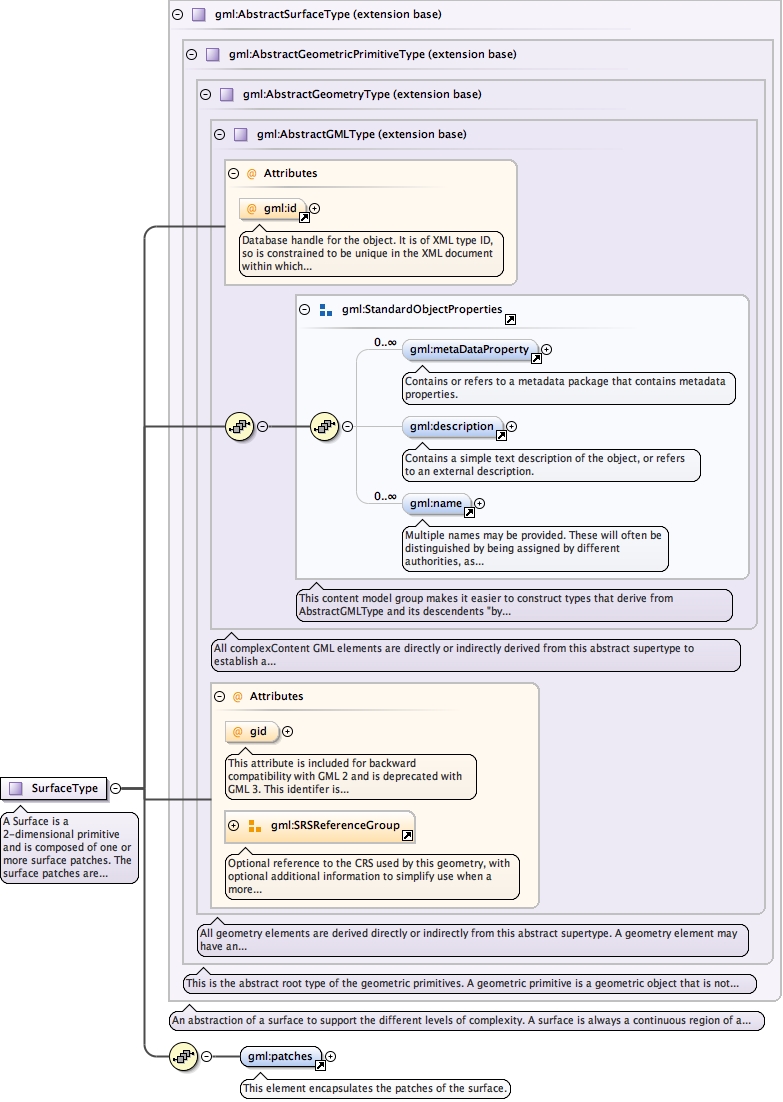 gml:AbstractSurfaceType (extension base)
gml:AbstractGeometricPrimitiveType (extension base)
gml:AbstractGeometryType (extension base)
gml:AbstractGMLType (extension base)
@ Attributes
@ gml:id
Database handle for the object. It is of XML type ID,
so is constrained to be unique in the XML document
within which...
gml:StandardObjectProperties
0..∞
gml:metaDataProperty
Contains or refers to a metadata package that contains metadata
properties.
gml:description
Contains a simple text description of the object, or refers
to an external description.
0..∞
gml:name
Multiple names may be provided. These will often be
distinguished by being assigned by different
authorities, as...
This content model group makes it easier to construct types that derive from
AbstractGMLType and its descendents "by...
All complexContent GML elements are directly or indirectly derived from this abstract supertype to
establish a...
@ Attributes
@ gid
This attribute is included for backward
compatibility with GML 2 and is deprecated with
GML 3. This identifer is...
gml:SRSReferenceGroup
Optional reference to the CRS used by this geometry, with
optional additional information to simplify use when a
more...
SurfaceType
A Surface is a
2-dimensional primitive
and is composed of one or
more surface patches. The
surface patches are...
All geometry elements are derived directly or indirectly from this abstract supertype. A geometry element may
have an...
This is the abstract root type of the geometric primitives. A geometric primitive is a geometric object that is not...
An abstraction of a surface to support the different levels of complexity. A surface is always a continuous region of a...
gml:patches
This element encapsulates the patches of the surface.